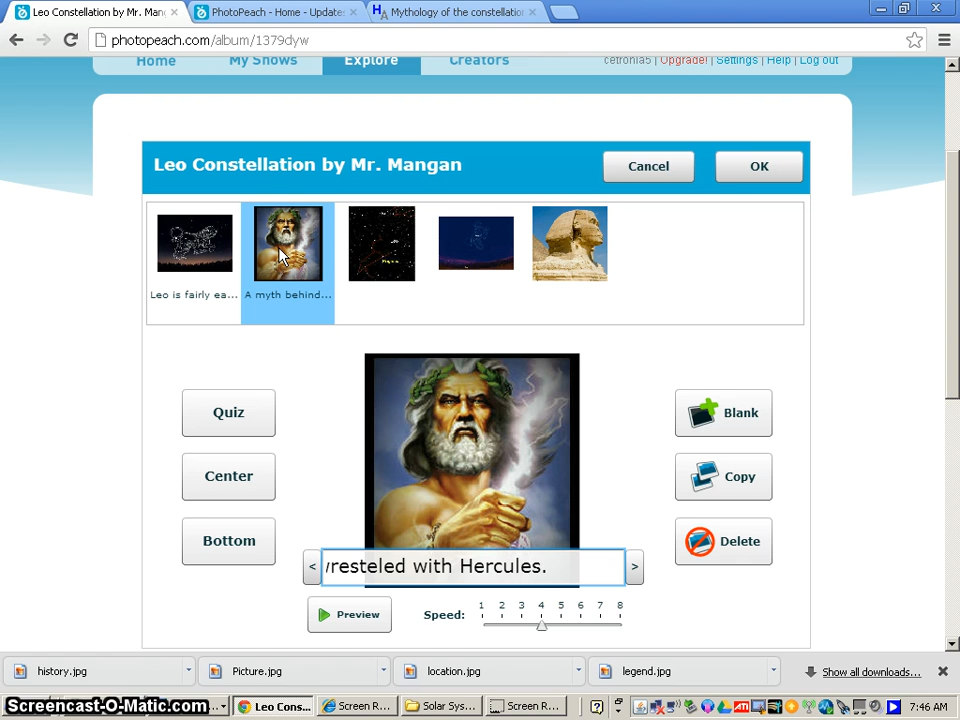 Leo Constellation by Mr. Man
PhotoPeach - Home - Update:
Mythology of the constellatio
photopeach.com/album/1379dyw
Home
My Shows
Explore
Creators
cetronia5 | Upgrade! | Settings | Help | Log out
Leo Constellation by Mr. Mangan
Cancel
OK
Leo is fairly ea...
A myth behind...
Quiz
Blank
Center
Copy
Bottom
Delete
< wresteled with Hercules. >
Preview
Speed:
1 2 3 4 5 6 7 8
history.jpg
Picture.jpg
location.jpg
legend.jpg
Show all downloads...
Screencast-O-Matic.com
Leo Cons...
Screen R...
Solar Sys...
Screen R...
ATI
7:46 AM